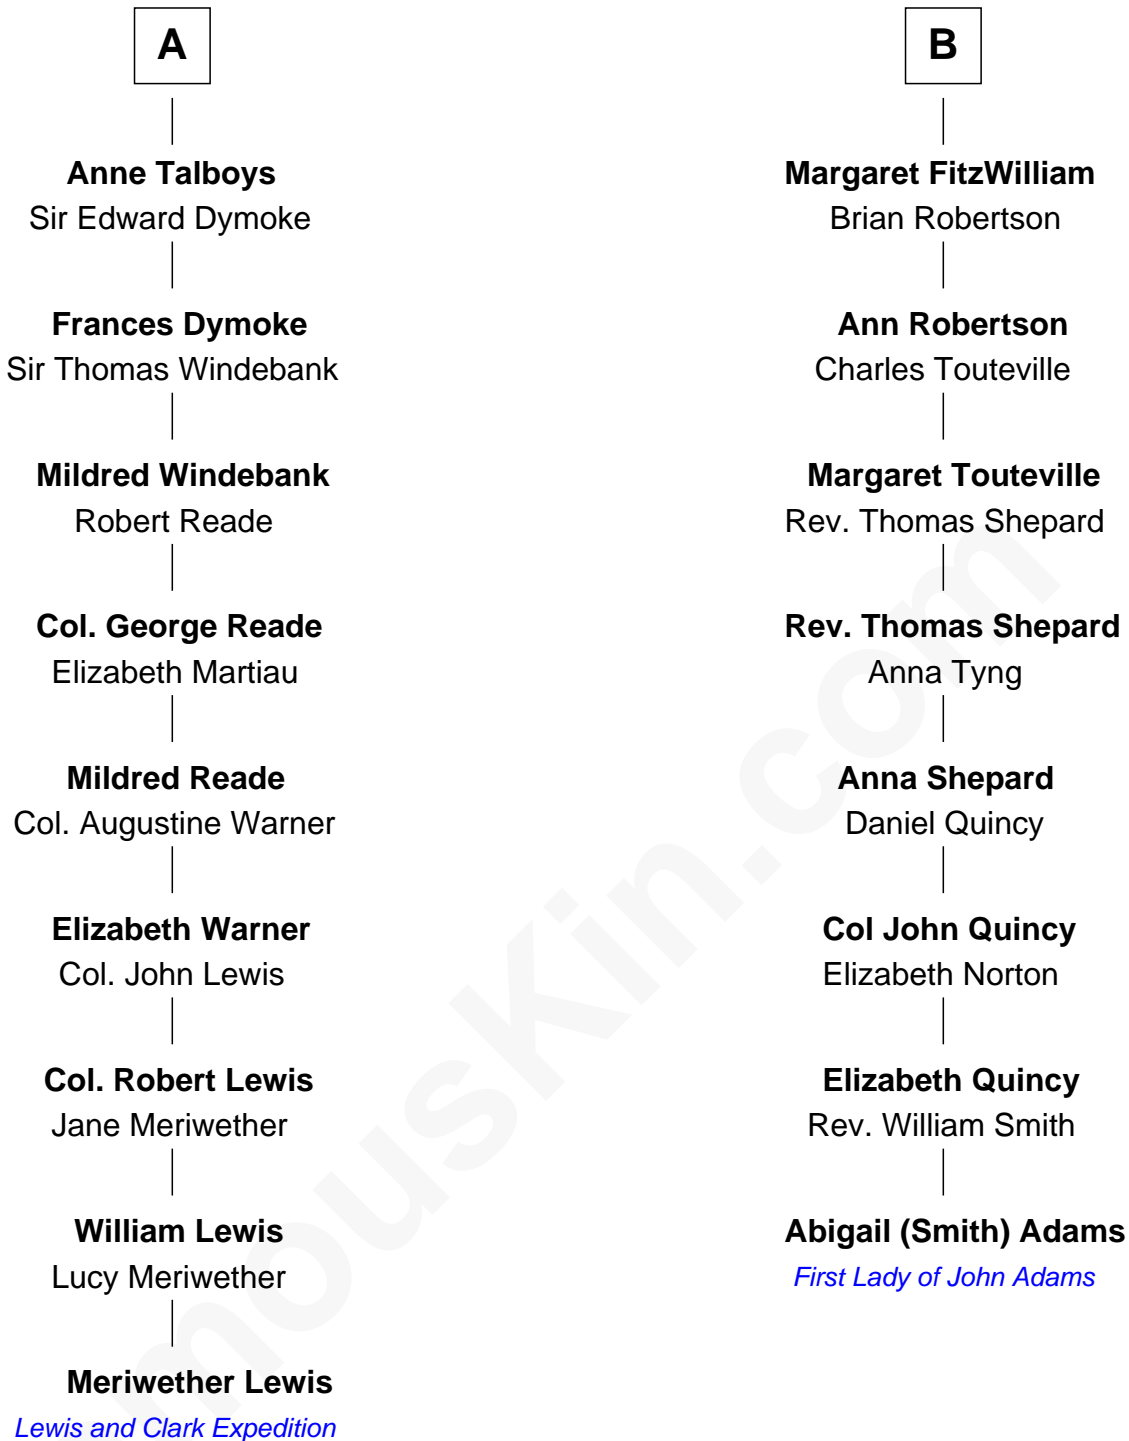 A
Anne Talboys
Sir Edward Dymoke
Frances Dymoke
Sir Thomas Windebank
Mildred Windebank
Robert Reade
Col. George Reade
Elizabeth Martiau
Mildred Reade
Col. Augustine Warner
Elizabeth Warner
Col. John Lewis
Col. Robert Lewis
Jane Meriwether
William Lewis
Lucy Meriwether
Meriwether Lewis
Lewis and Clark Expedition
B
Margaret FitzWilliam
Brian Robertson
Ann Robertson
Charles Touteville
Margaret Touteville
Rev. Thomas Shepard
Rev. Thomas Shepard
Anna Tyng
Anna Shepard
Daniel Quincy
Col John Quincy
Elizabeth Norton
Elizabeth Quincy
Rev. William Smith
Abigail (Smith) Adams
First Lady of John Adams
mousKin.com